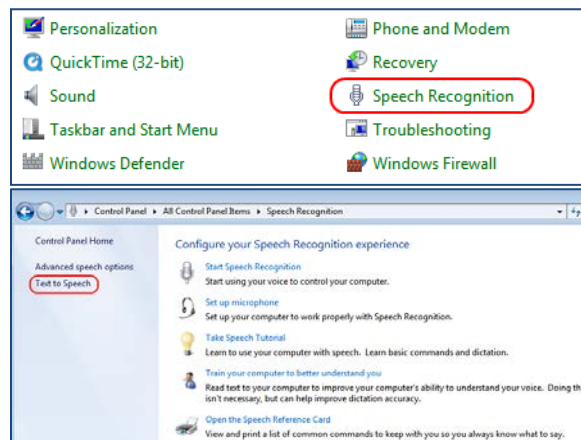 Personalization
Phone and Modem
QuickTime (32-bit)
Recovery
Sound
Speech Recognition
Taskbar and Start Menu
Troubleshooting
Windows Defender
Windows Firewall
Control Panel
All Control Panel Items
Speech Recognition
Control Panel Home
Advanced speech options
Text to Speech
Configure your Speech Recognition experience
Start Speech Recognition
Start using your voice to control your computer.
Set up microphone
Set up your computer to work properly with Speech Recognition.
Take Speech Tutorial
Learn to use your computer with speech. Learn basic commands and dictation.
Train your computer to better understand you
Read text to your computer to improve your computer's ability to understand your voice. Doing th
isn't necessary, but can help improve dictation accuracy.
Open the Speech Reference Card
View and print a list of common commands to keep with you so you always know what to say.